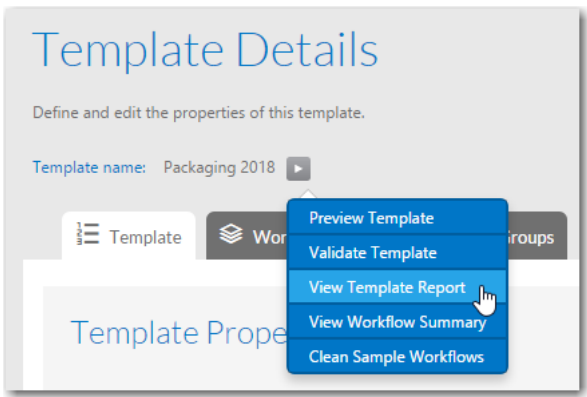 Template Details
Define and edit the properties of this template.
Template name: Packaging 2018
Template
Wor
Groups
Preview Template
Validate Template
View Template Report
View Workflow Summary
Clean Sample Workflows
Template Prope